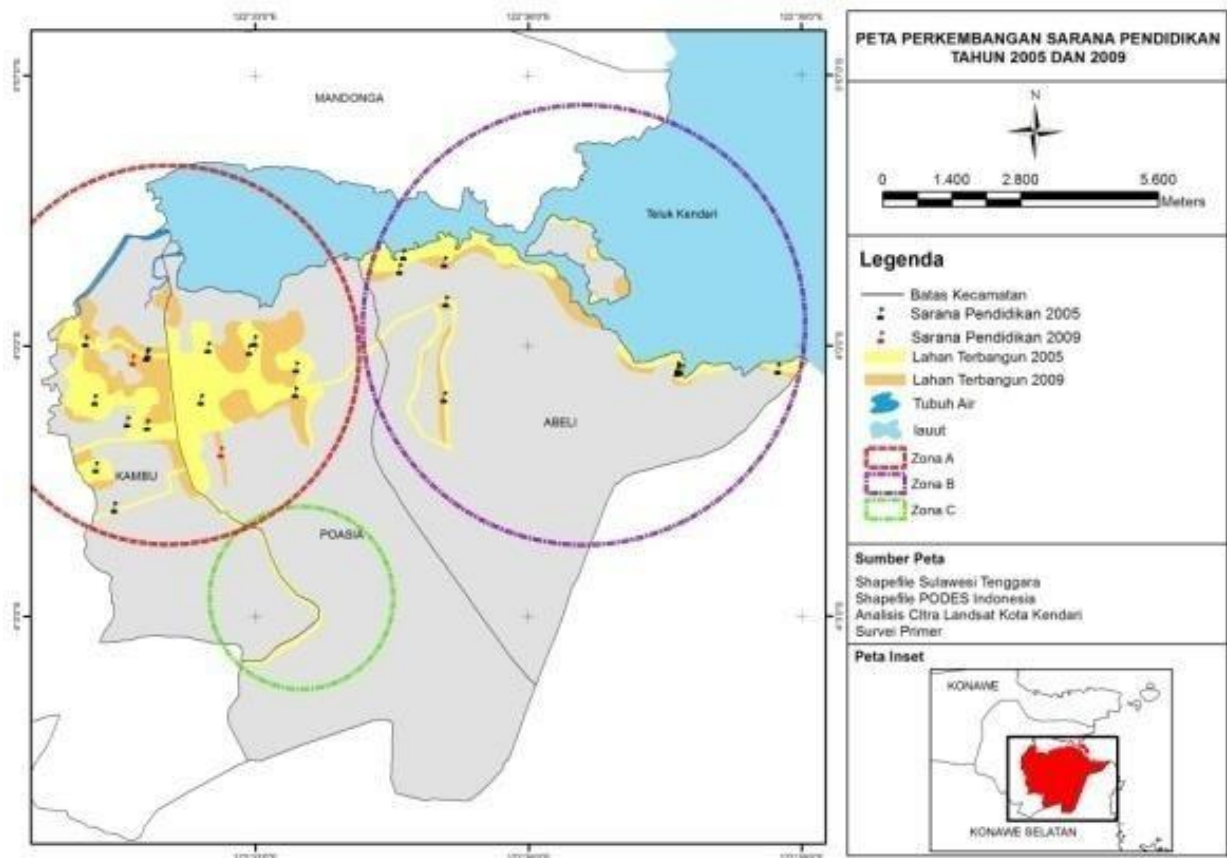 PETA PERKEMBANGAN SARANA PENDIDIKAN
TAHUN 2005 DAN 2009
N
0 1.400 2.800 5.600
Meters
Legenda
Batas Kecamatan
Sarana Pendidikan 2005
Sarana Pendidikan 2009
Lahan Terbangun 2005
Lahan Terbangun 2009
Tubuh Air
lauut
Zona A
Zona B
Zona C
Sumber Peta
Shapefile Sulawesi Tenggara
Shapefile PODES Indonesia
Analisis Citra Landsat Kota Kendari
Survei Primer
Peta Inset
KONAWE
KONAWE SELATAN
MANDONGA
Teluk Kendari
ABELI
KAMBU
POASIA